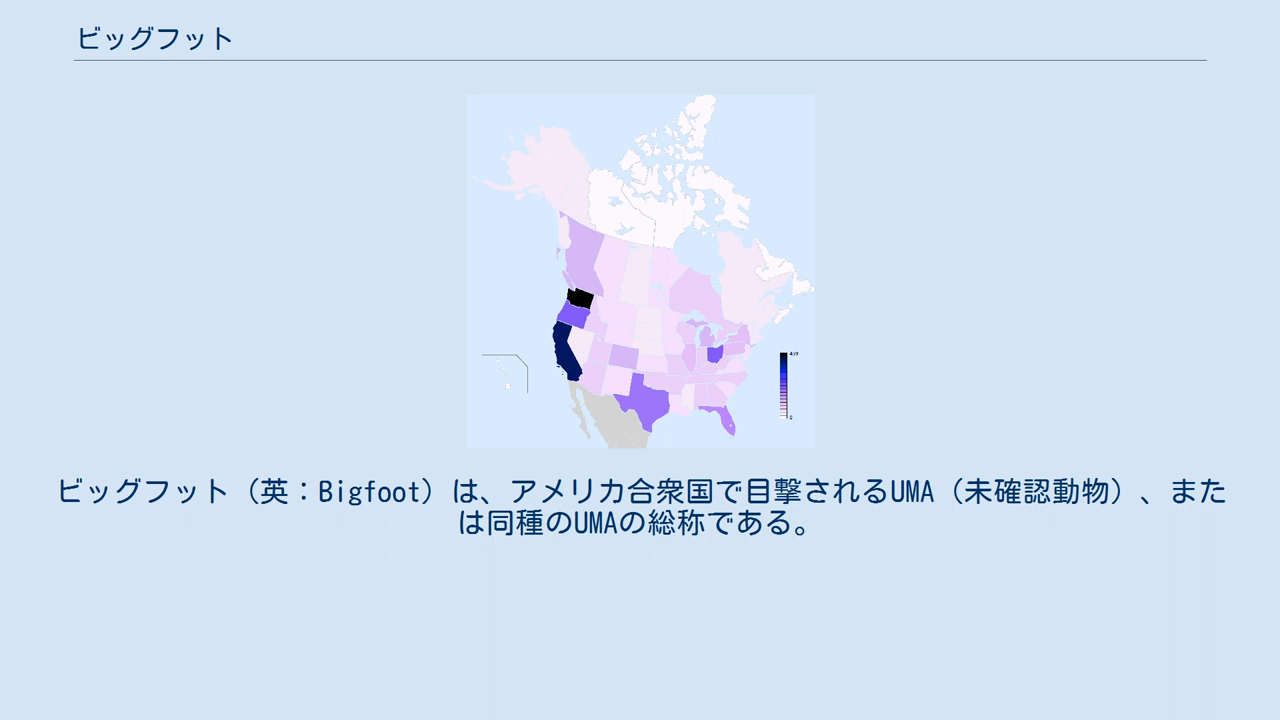 ビッグフット
ビッグフット（英：Bigfoot）は、アメリカ合衆国で目撃されるUMA（未確認動物）、また
は同種のUMAの総称である。